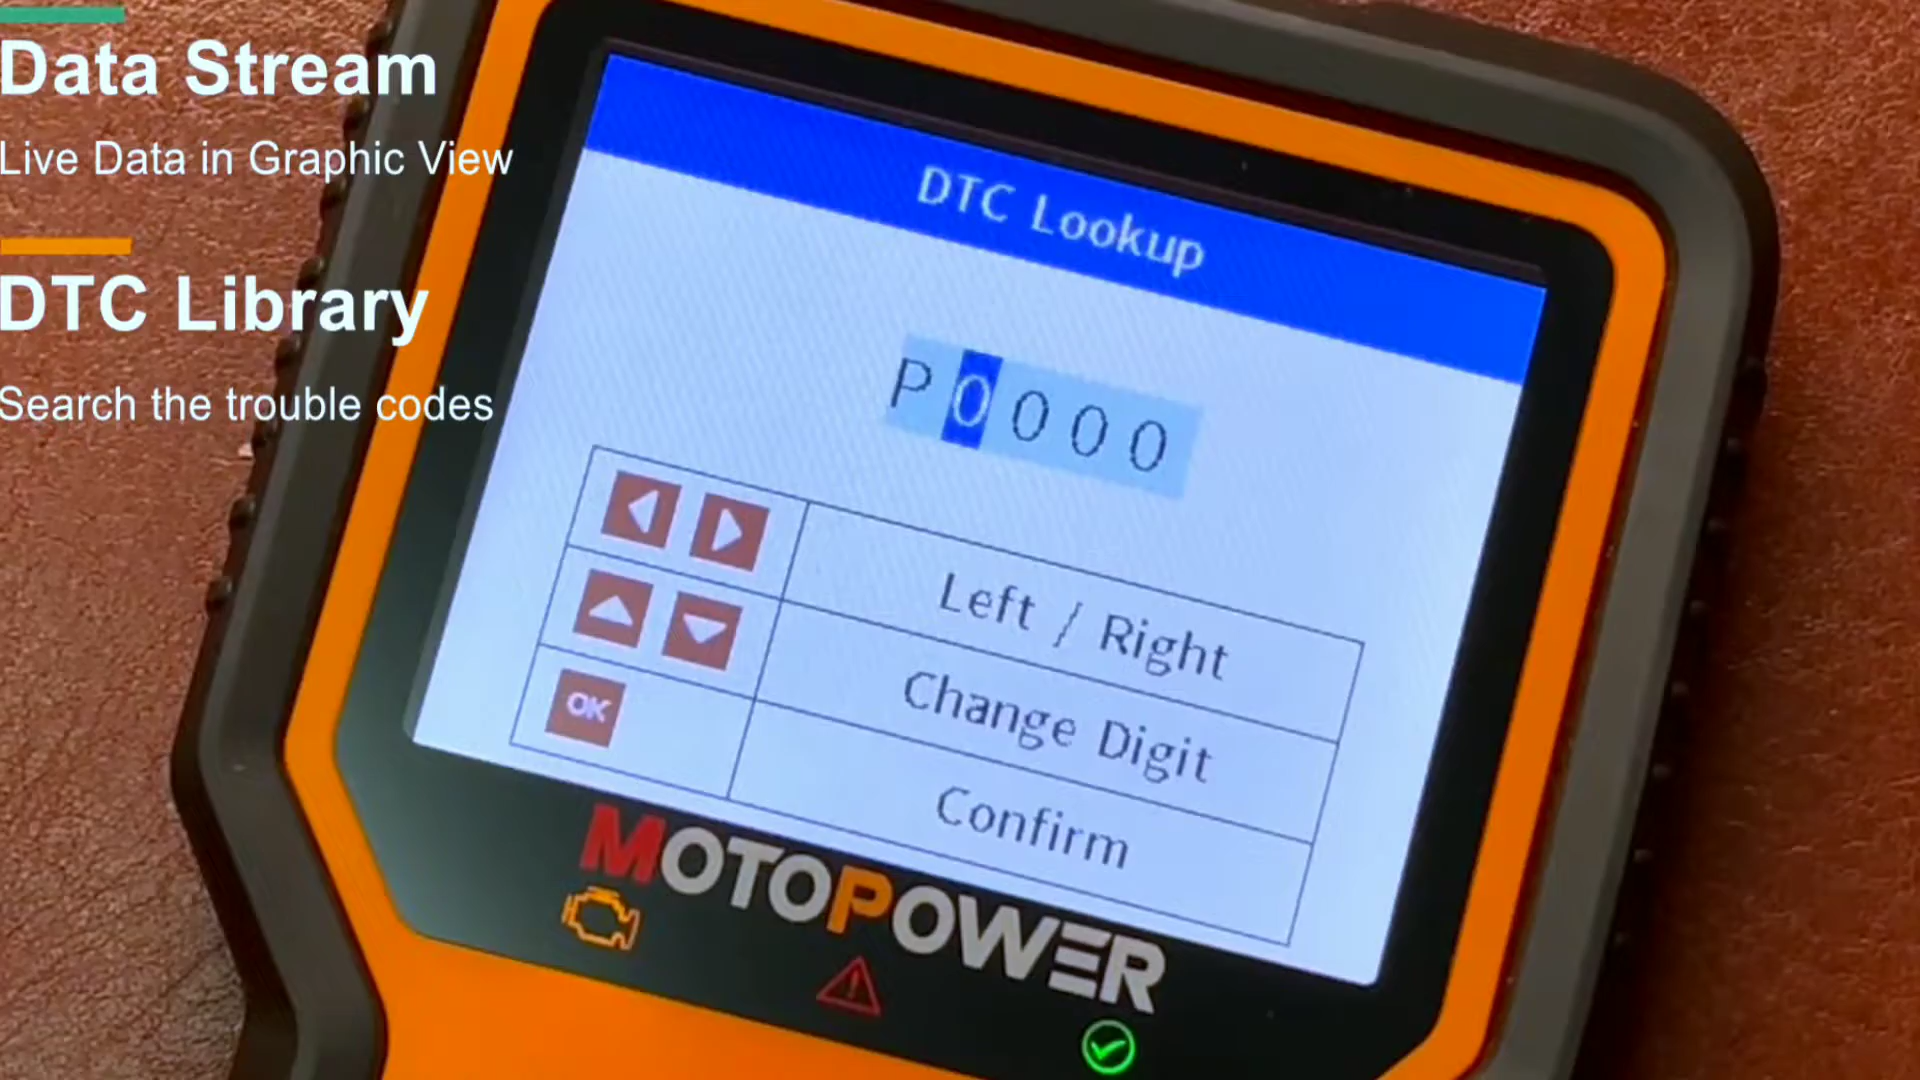 Data Stream
Live Data in Graphic View
DTC Library
Search the trouble codes
DTC Lookup
P0000
Left / Right
Change Digit
OK
Confirm
MOTOPOWER